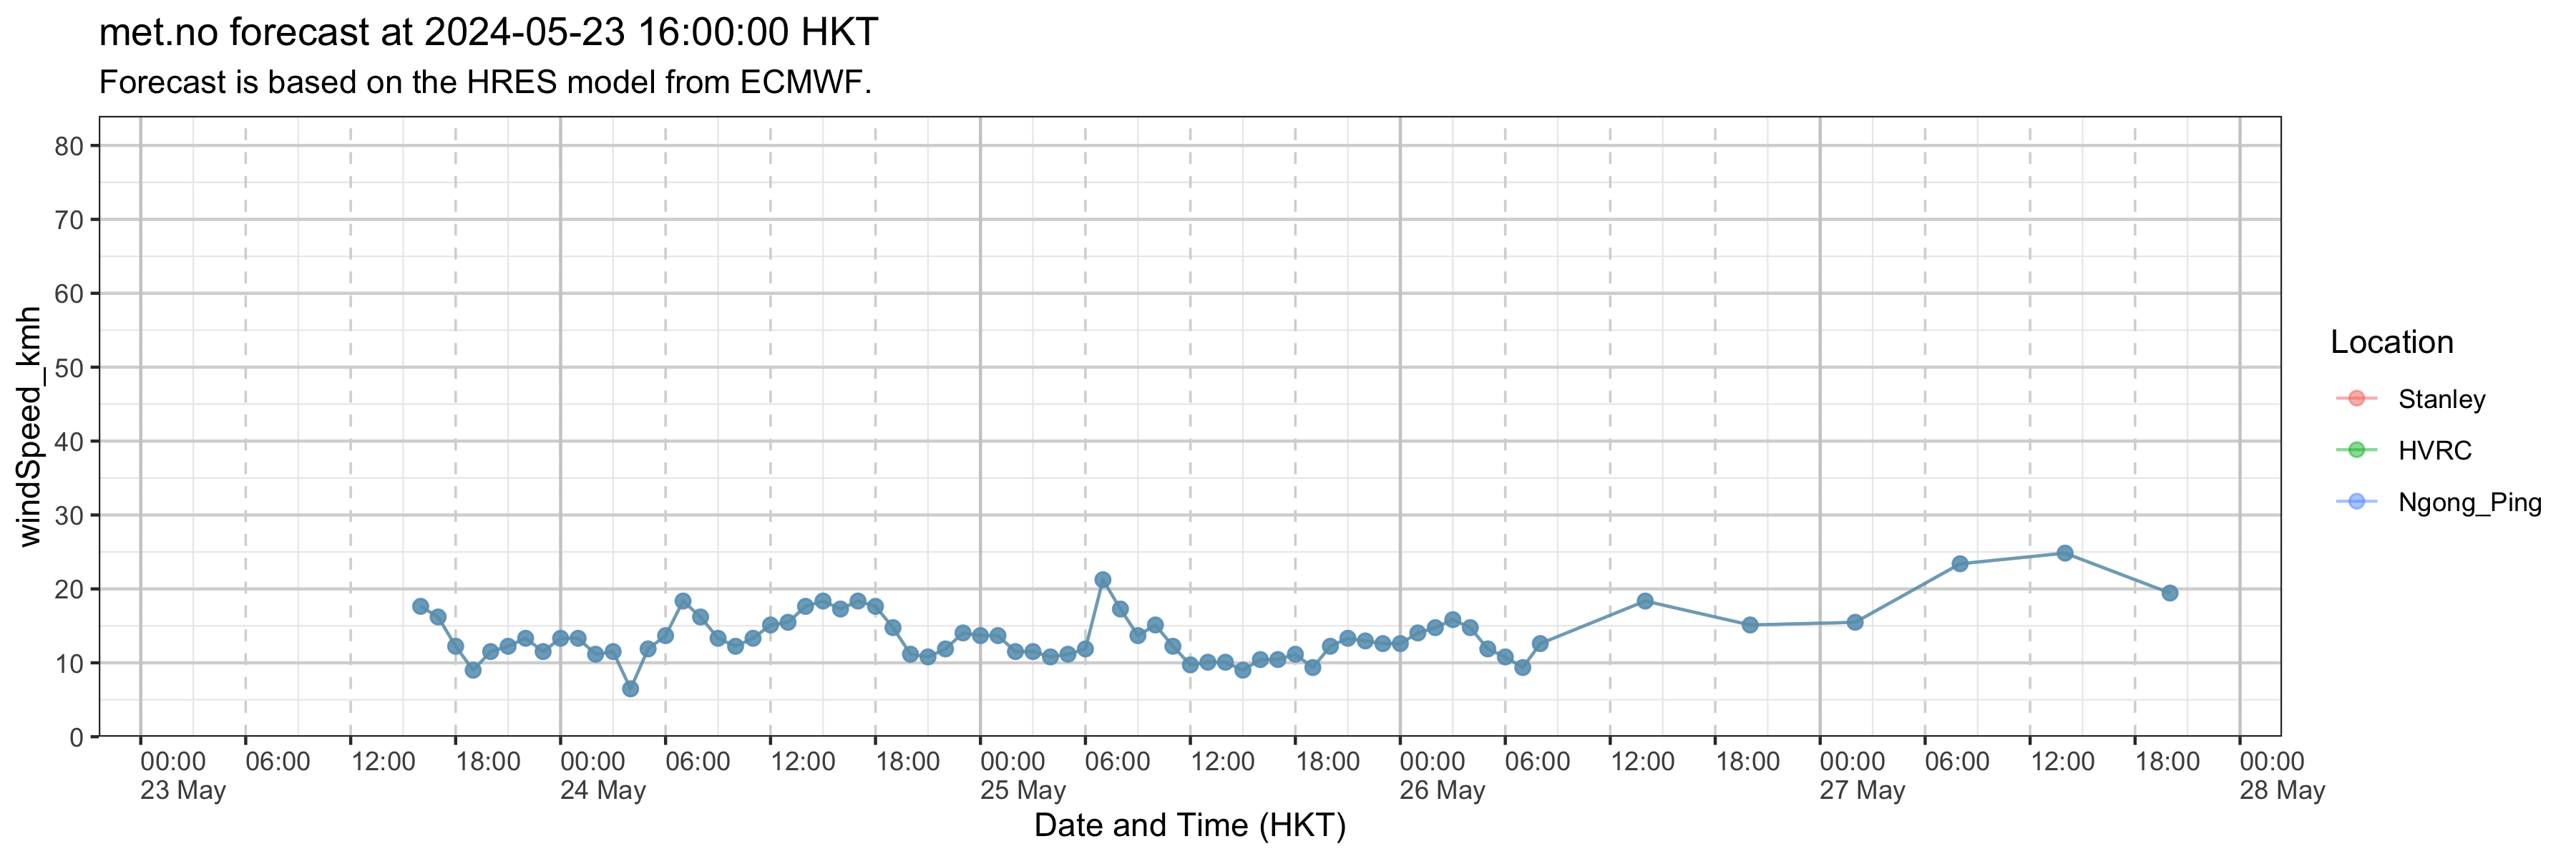 met.no forecast at 2024-05-23 16:00:00 HKT
Forecast is based on the HRES model from ECMWF.
windSpeed_kmh
80
70
60
50
40
30
20
10
0
00:00 06:00 12:00 18:00 00:00 06:00 12:00 18:00 00:00 06:00 12:00 18:00 00:00 06:00 12:00 18:00 00:00 06:00 12:00 18:00 00:00
23 May 24 May 25 May 26 May 27 May 28 May
Date and Time (HKT)
Location
Stanley
HVRC
Ngong_Ping